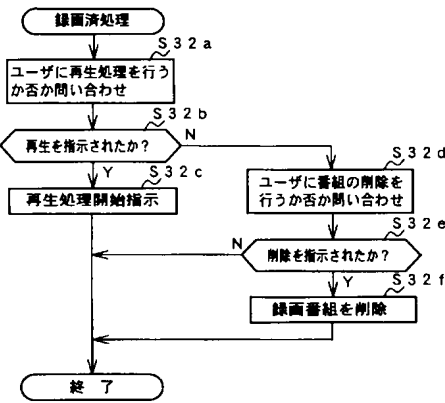 録画済処理
S32a
ユーザに再生処理を行う
か否か問い合わせ
S32b
再生を指示されたか？
N
Y
S32c
再生処理開始指示
S32d
ユーザに番組の削除を
行うか否か問い合わせ
S32e
削除を指示されたか？
N
Y
S32f
録画番組を削除
終 了